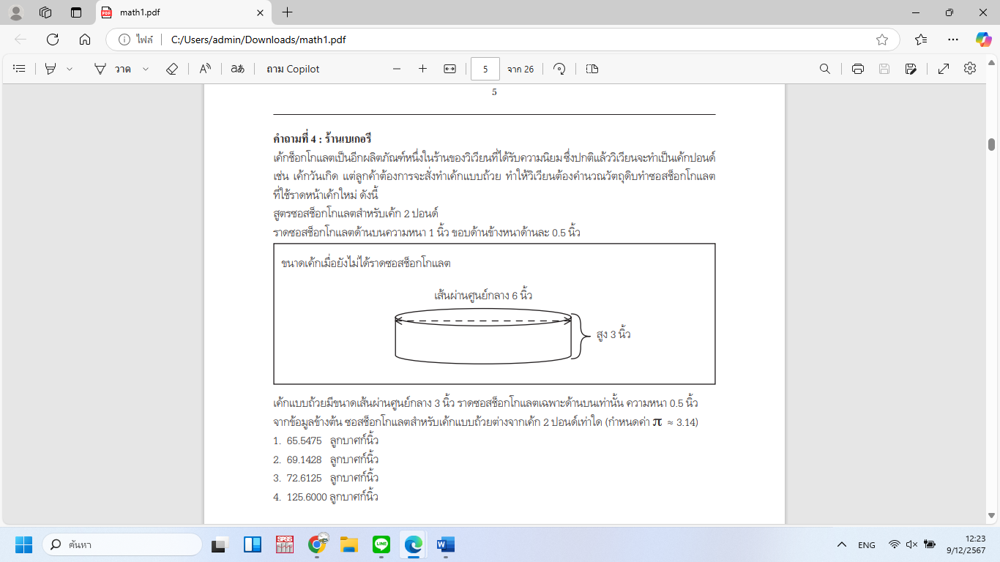 math1.pdf
ไฟล์
C:/Users/admin/Downloads/math1.pdf
วาด
aあ
ถาม Copilot
5
จาก 26
5
คำถามที่ 4 : ร้านเบเกอรี
เค้กช็อกโกแลตเป็นอีกผลิตภัณฑ์หนึ่งในร้านของวิเวียนที่ได้รับความนิยม ซึ่งปกติแล้ววิเวียนจะทำเป็นเค้กปอนด์
เช่น เค้กวันเกิด แต่ลูกค้าต้องการจะสั่งทำเค้กแบบถ้วย ทำให้วิเวียนต้องคำนวณวัตถุดิบทำซอสช็อกโกแลต
ที่ใช้ราดหน้าเค้กใหม่ ดังนี้
สูตรซอสช็อกโกแลตสำหรับเค้ก 2 ปอนด์
ราดซอสช็อกโกแลตด้านบนความหนา 1 นิ้ว ขอบด้านข้างหนาด้านละ 0.5 นิ้ว
ขนาดเค้กเมื่อยังไม่ได้ราดซอสช็อกโกแลต
เส้นผ่านศูนย์กลาง 6 นิ้ว
สูง 3 นิ้ว
เค้กแบบถ้วยมีขนาดเส้นผ่านศูนย์กลาง 3 นิ้ว ราดซอสช็อกโกแลตเฉพาะด้านบนเท่านั้น ความหนา 0.5 นิ้ว
จากข้อมูลข้างต้น ซอสช็อกโกแลตสำหรับเค้กแบบถ้วยต่างจากเค้ก 2 ปอนด์เท่าใด (กำหนดค่า π ≈ 3.14)
1. 65.5475 ลูกบาศก์นิ้ว
2. 69.1428 ลูกบาศก์นิ้ว
3. 72.6125 ลูกบาศก์นิ้ว
4. 125.6000 ลูกบาศก์นิ้ว
ค้นหา
SPSS
LINE
ENG
12:23
9/12/2567